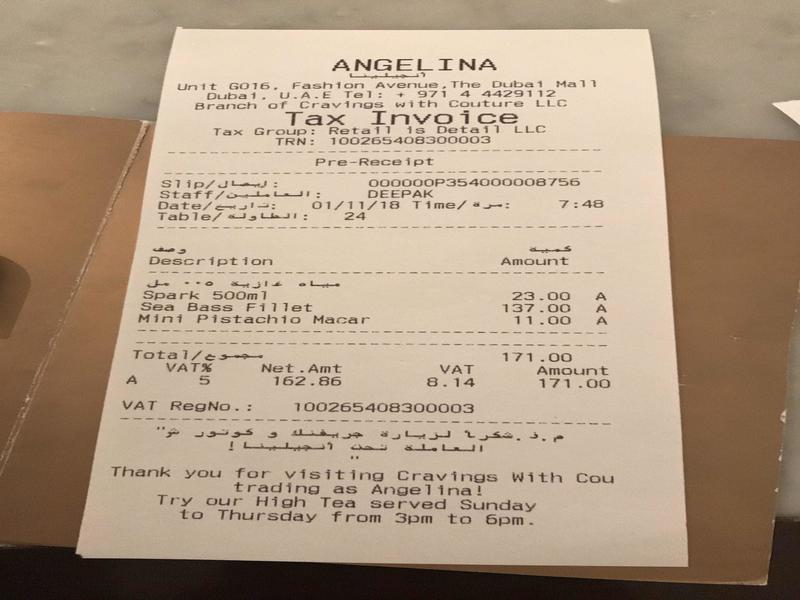 ANGELINA
أنجيلينا
Unit G016, Fashion Avenue,The Dubai Mall
Dubai, U.A.E Tel: + 971 4 4429112
Branch of Cravings with Couture LLC
Tax Invoice
Tax Group: Retail is Detail LLC
TRN: 100265408300003
Pre-Receipt
Slip/إيصال: 000000P354000008756
Staff/العاملين: DEEPAK
Date/تاريخ: 01/11/18 Time/مرة: 7:48
Table/الطاولة: 24
وصف كمية
Description Amount
مياه غازية ٥٠٠ مل
Spark 500ml 23.00 A
Sea Bass Fillet 137.00 A
Mini Pistachio Macar 11.00 A
Total/مجموع 171.00
VAT% Net.Amt VAT Amount
A 5 162.86 8.14 171.00
VAT RegNo.: 100265408300003
شكرا لزيارة جريفنك و كوتور ش" م.ذ.
العاملة تحت أنجيلينا!
"
Thank you for visiting Cravings With Cou
trading as Angelina!
Try our High Tea served Sunday
to Thursday from 3pm to 6pm.